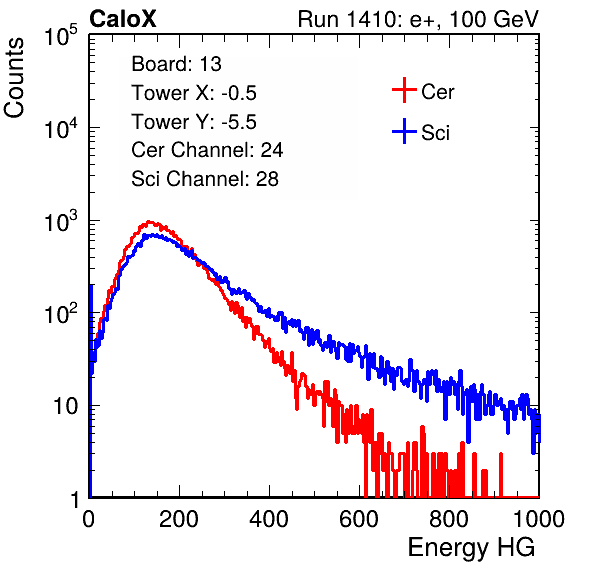 CaloX Run 1410: e+, 100 GeV
Counts
10^5
10^4
10^3
10^2
10
1
Board: 13
Tower X: -0.5
Tower Y: -5.5
Cer Channel: 24
Sci Channel: 28
Cer
Sci
0 200 400 600 800 1000
Energy HG